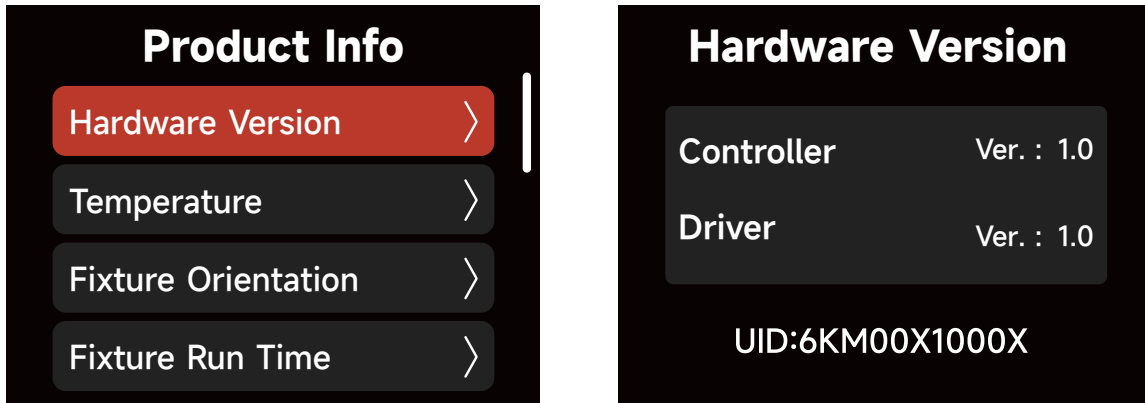 Product Info
Hardware Version
Temperature
Fixture Orientation
Fixture Run Time
Hardware Version
Controller Ver. : 1.0
Driver Ver. : 1.0
UID:6KM00X1000X